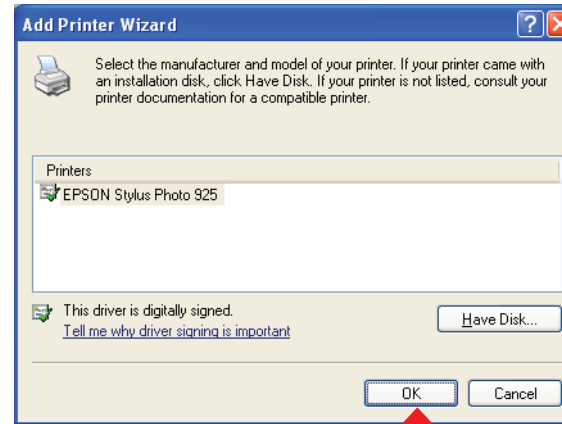 Add Printer Wizard
Select the manufacturer and model of your printer. If your printer came with
an installation disk, click Have Disk. If your printer is not listed, consult your
printer documentation for a compatible printer.
Printers
EPSON Stylus Photo 925
This driver is digitally signed.
Tell me why driver signing is important
Have Disk...
OK
Cancel